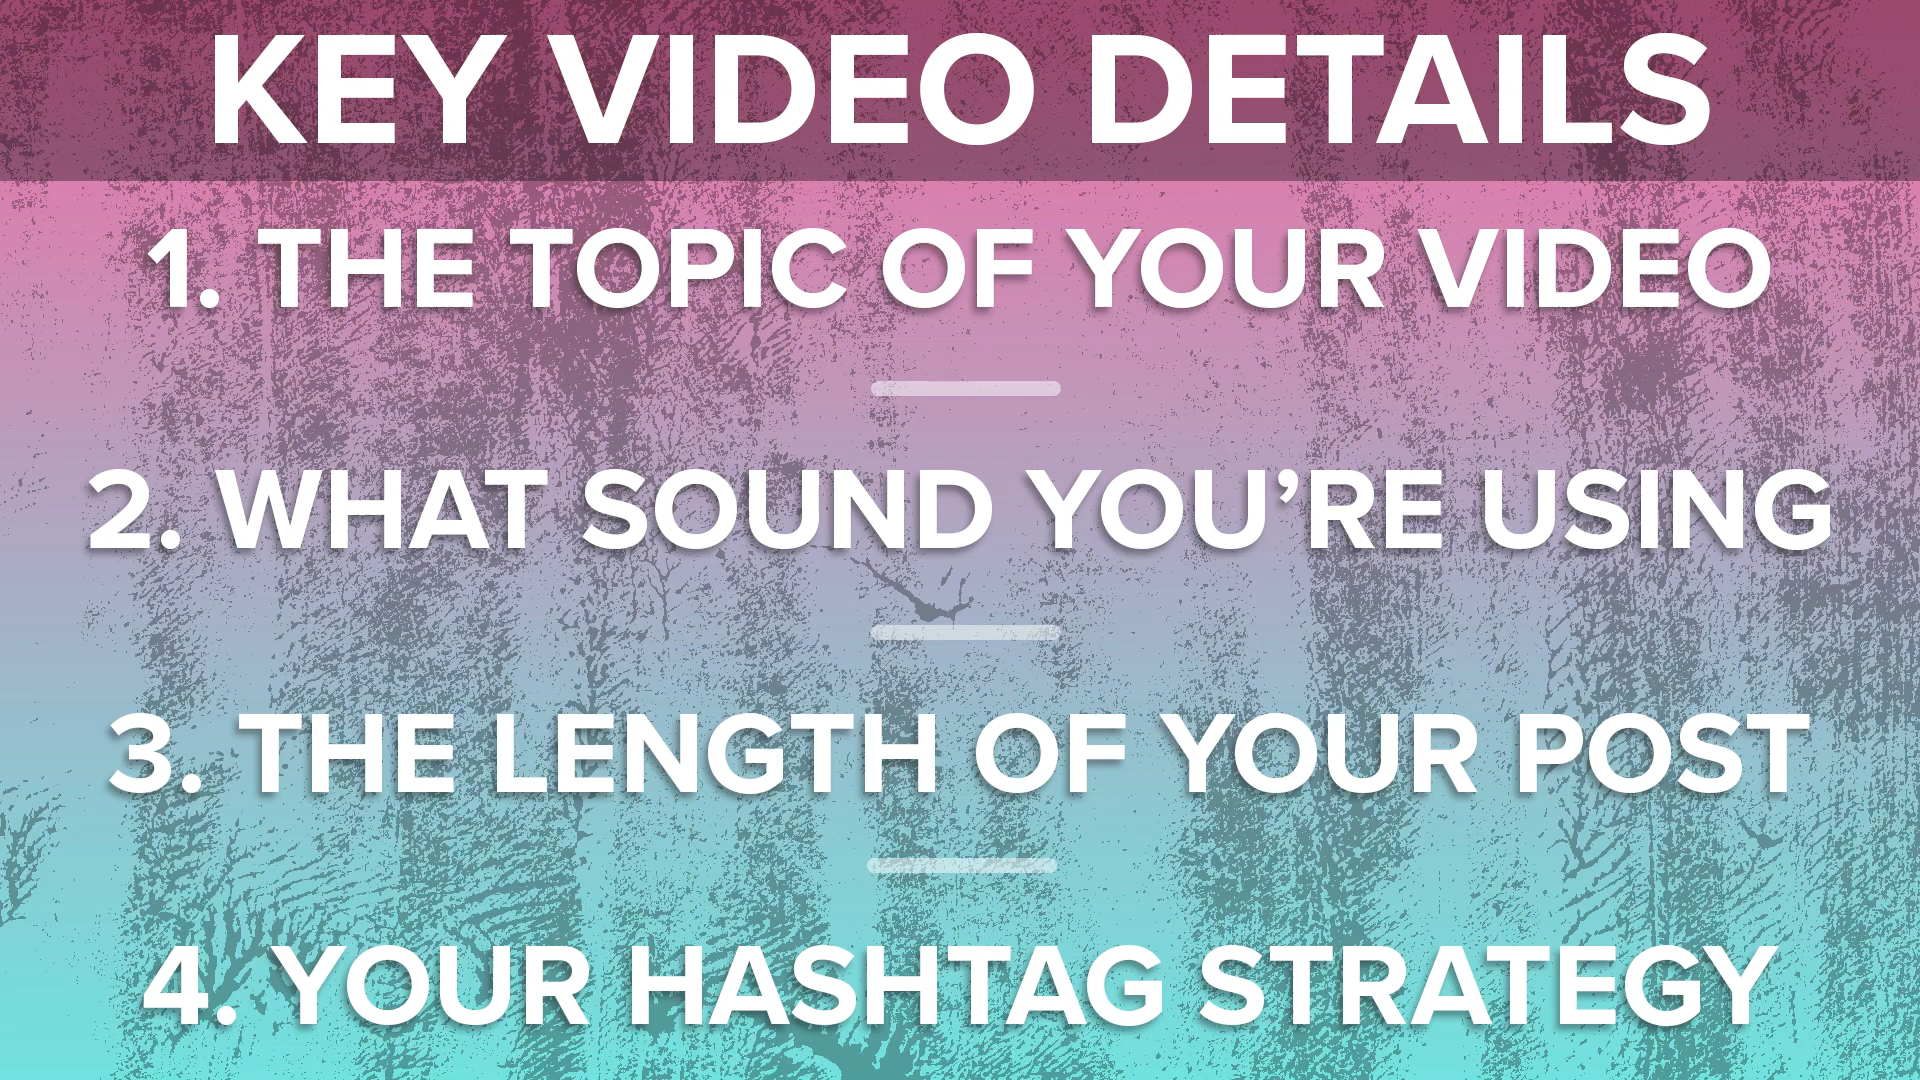 KEY VIDEO DETAILS
1. THE TOPIC OF YOUR VIDEO
2. WHAT SOUND YOU’RE USING
3. THE LENGTH OF YOUR POST
4. YOUR HASHTAG STRATEGY